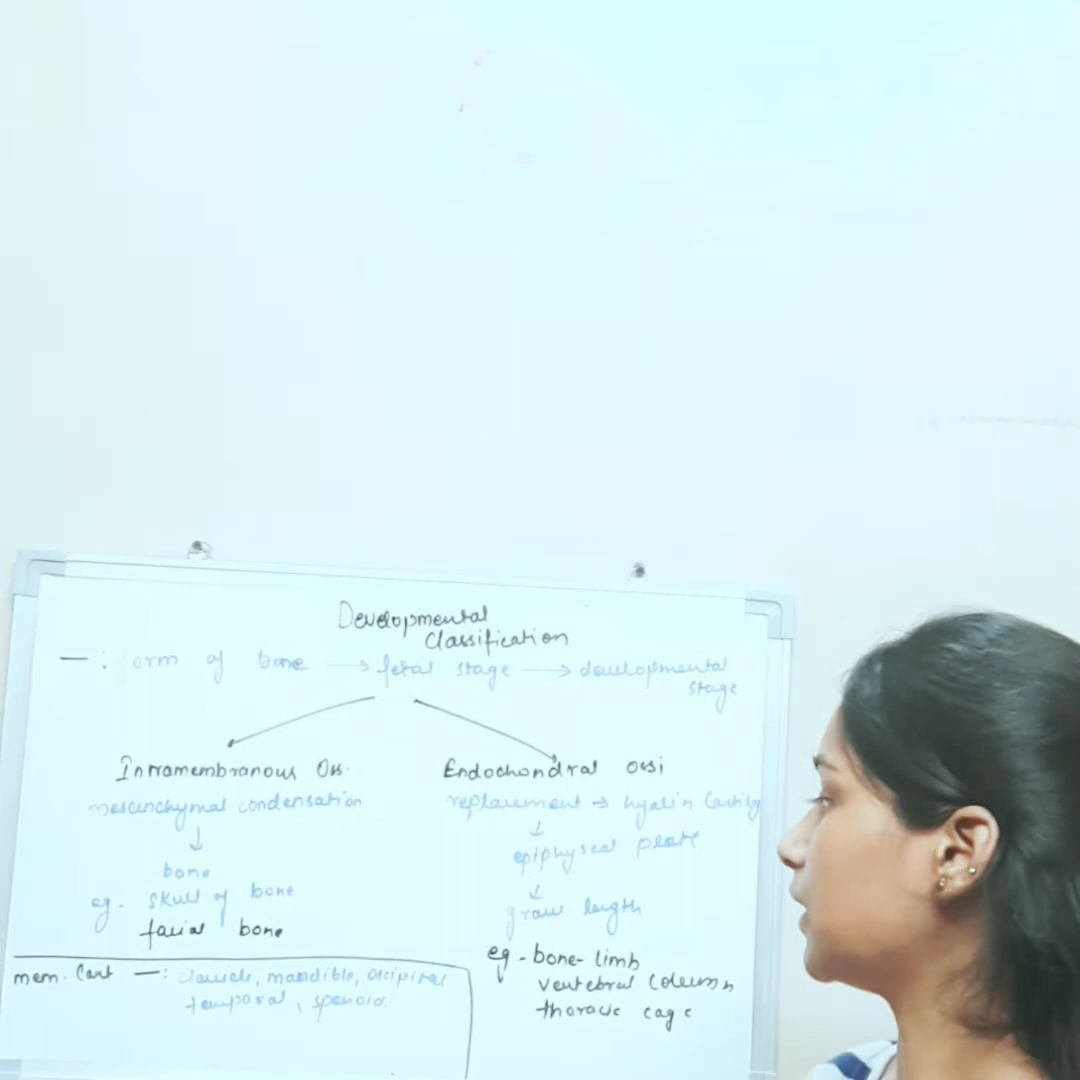 Developmental
Classification
— : form of bone → fetal stage → developmental
stage
Intramembranous Oss.
mesenchymal condensation
↓
bone
eg. skull of bone
facial bone
mem. Cart — : clavicle, mandible, occipital
temporal, spenoid.
Endochondral ossi
replacement → hyalin Cartilag
↓
epiphyseal plate
↓
grow length
eg - bone - limb
vertebral column
thoracic cage